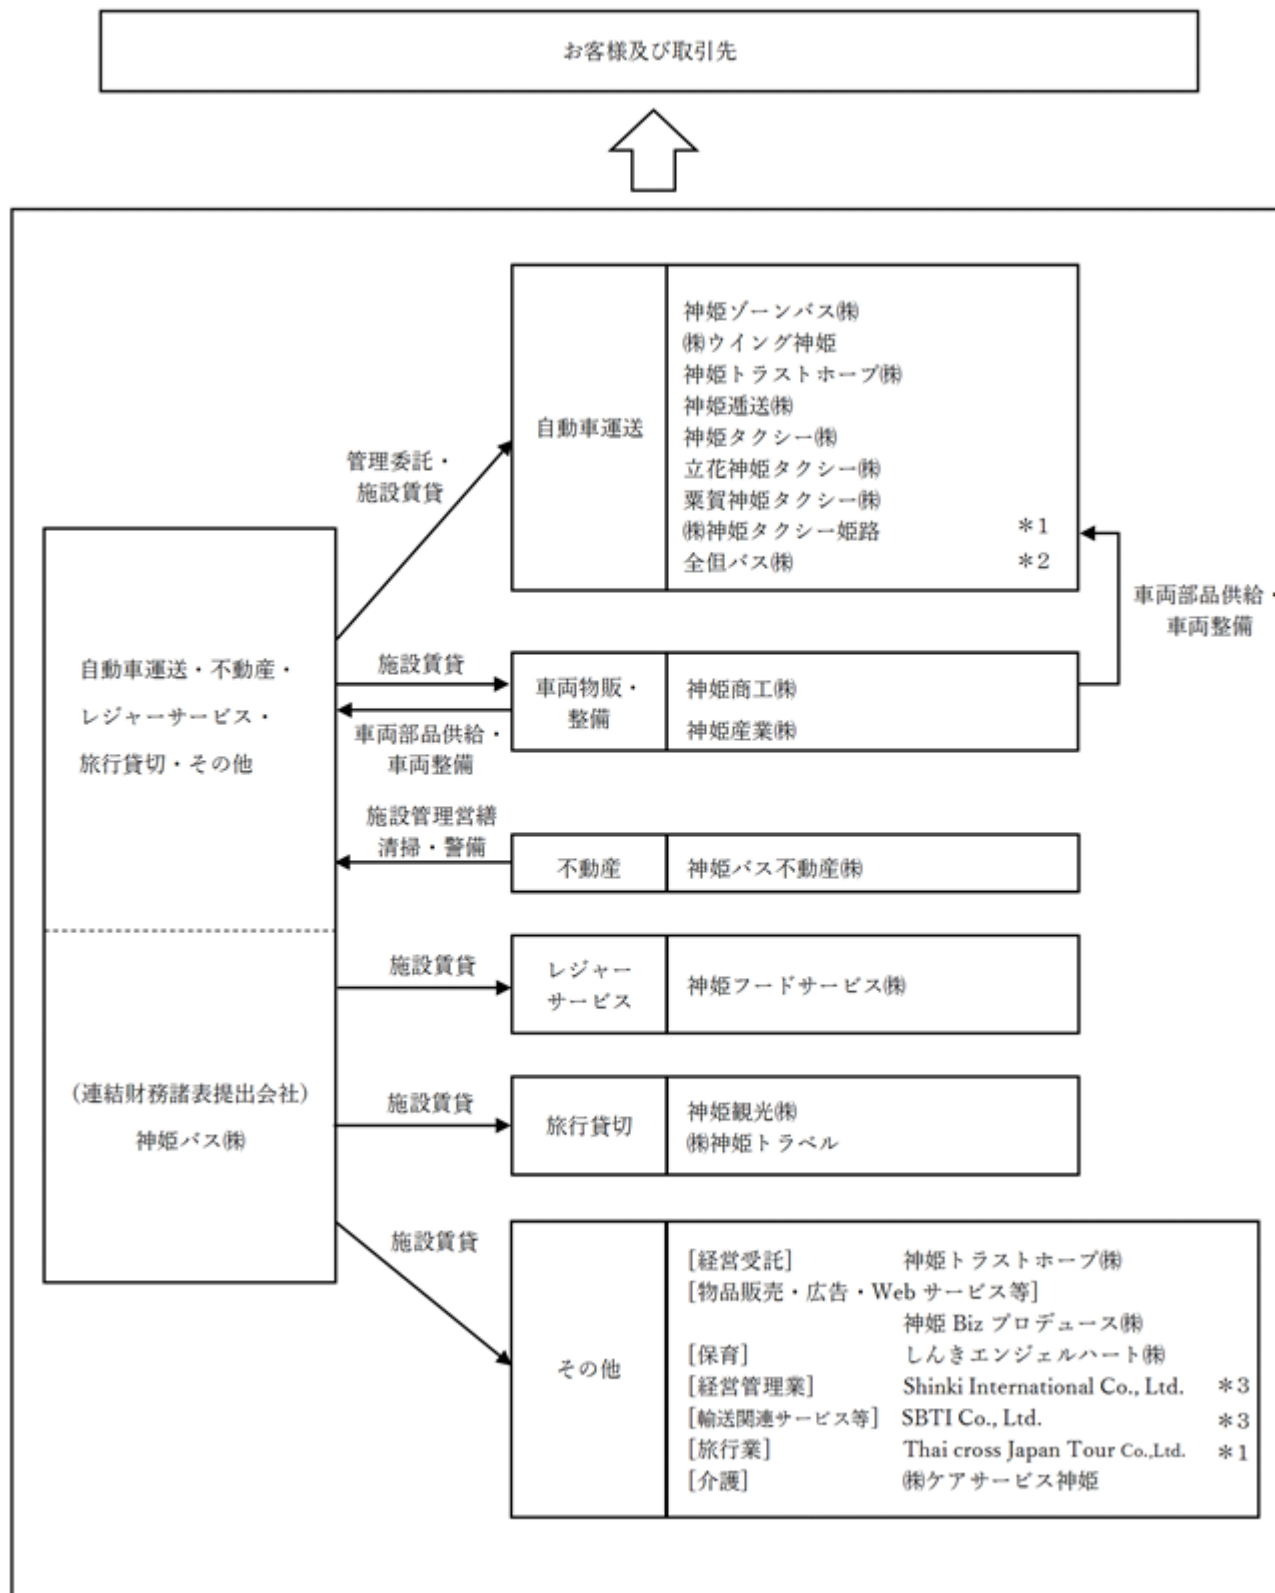 お客様及び取引先
自動車運送
神姫ゾーンバス㈱
㈱ウイング神姫
神姫トラストホープ㈱
神姫逓送㈱
神姫タクシー㈱
立花神姫タクシー㈱
粟賀神姫タクシー㈱
㈱神姫タクシー姫路 ＊1
全但バス㈱ ＊2
管理委託・
施設賃貸
車両部品供給・
車両整備
自動車運送・不動産・
レジャーサービス・
旅行貸切・その他
施設賃貸
車両部品供給・
車両整備
車両物販・
整備
神姫商工㈱
神姫産業㈱
施設管理営繕
清掃・警備
不動産
神姫バス不動産㈱
施設賃貸
レジャー
サービス
神姫フードサービス㈱
(連結財務諸表提出会社)
神姫バス㈱
施設賃貸
旅行貸切
神姫観光㈱
㈱神姫トラベル
施設賃貸
その他
[経営受託] 神姫トラストホープ㈱
[物品販売・広告・Web サービス等]
神姫 Biz プロデュース㈱
[保育] しんきエンジェルハート㈱
[経営管理業] Shinki International Co., Ltd. ＊3
[輸送関連サービス等] SBTI Co., Ltd. ＊3
[旅行業] Thai cross Japan Tour Co.,Ltd. ＊1
[介護] ㈱ケアサービス神姫